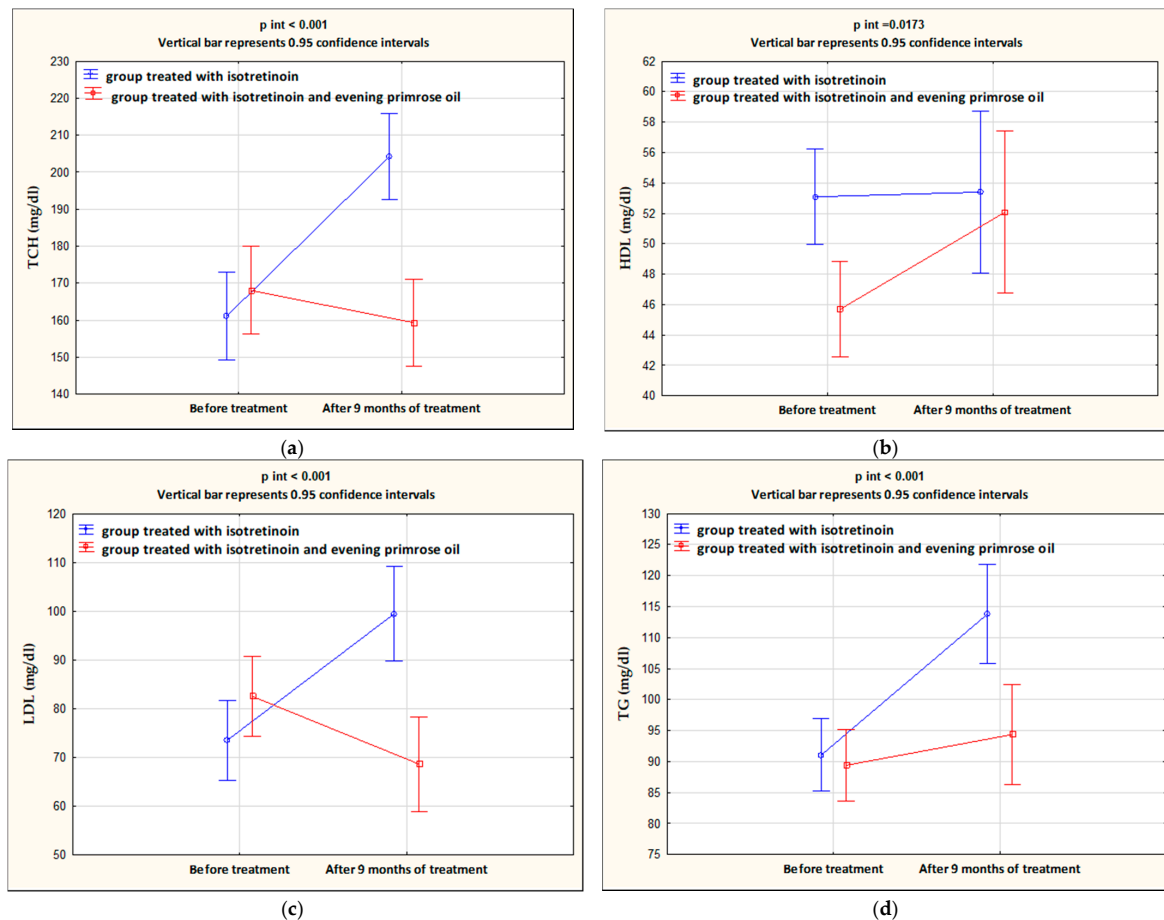 p int < 0.001
Vertical bar represents 0.95 confidence intervals
230
220
210
200
190
180
170
160
150
140
TCH (mg/dl)
group treated with isotretinoin
group treated with isotretinoin and evening primrose oil
Before treatment
After 9 months of treatment
(a)
p int =0.0173
Vertical bar represents 0.95 confidence intervals
62
60
58
56
54
52
50
48
46
44
42
40
HDL (mg/dl)
group treated with isotretinoin
group treated with isotretinoin and evening primrose oil
Before treatment
After 9 months of treatment
(b)
p int < 0.001
Vertical bar represents 0.95 confidence intervals
120
110
100
90
80
70
60
50
LDL (mg/dl)
group treated with isotretinoin
group treated with isotretinoin and evening primrose oil
Before treatment
After 9 months of treatment
(c)
p int < 0.001
Vertical bar represents 0.95 confidence intervals
130
125
120
115
110
105
100
95
90
85
80
75
TG (mg/dl)
group treated with isotretinoin
group treated with isotretinoin and evening primrose oil
Before treatment
After 9 months of treatment
(d)